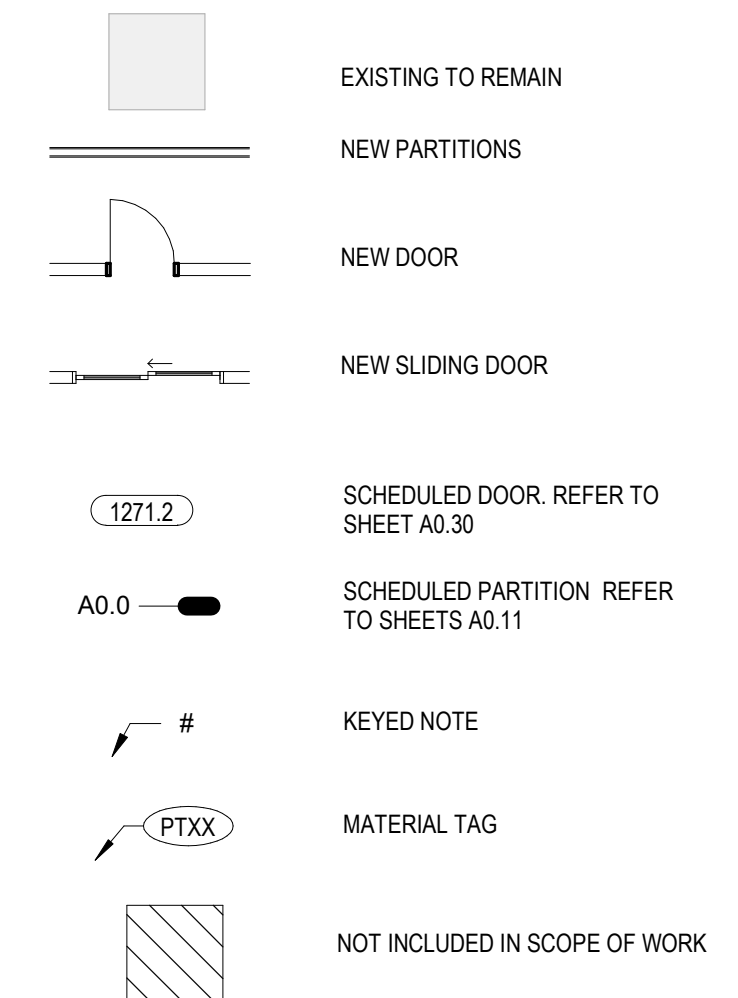 EXISTING TO REMAIN
NEW PARTITIONS
NEW DOOR
NEW SLIDING DOOR
1271.2
SCHEDULED DOOR. REFER TO
SHEET A0.30
A0.0
SCHEDULED PARTITION REFER
TO SHEETS A0.11
#
KEYED NOTE
PTXX
MATERIAL TAG
NOT INCLUDED IN SCOPE OF WORK